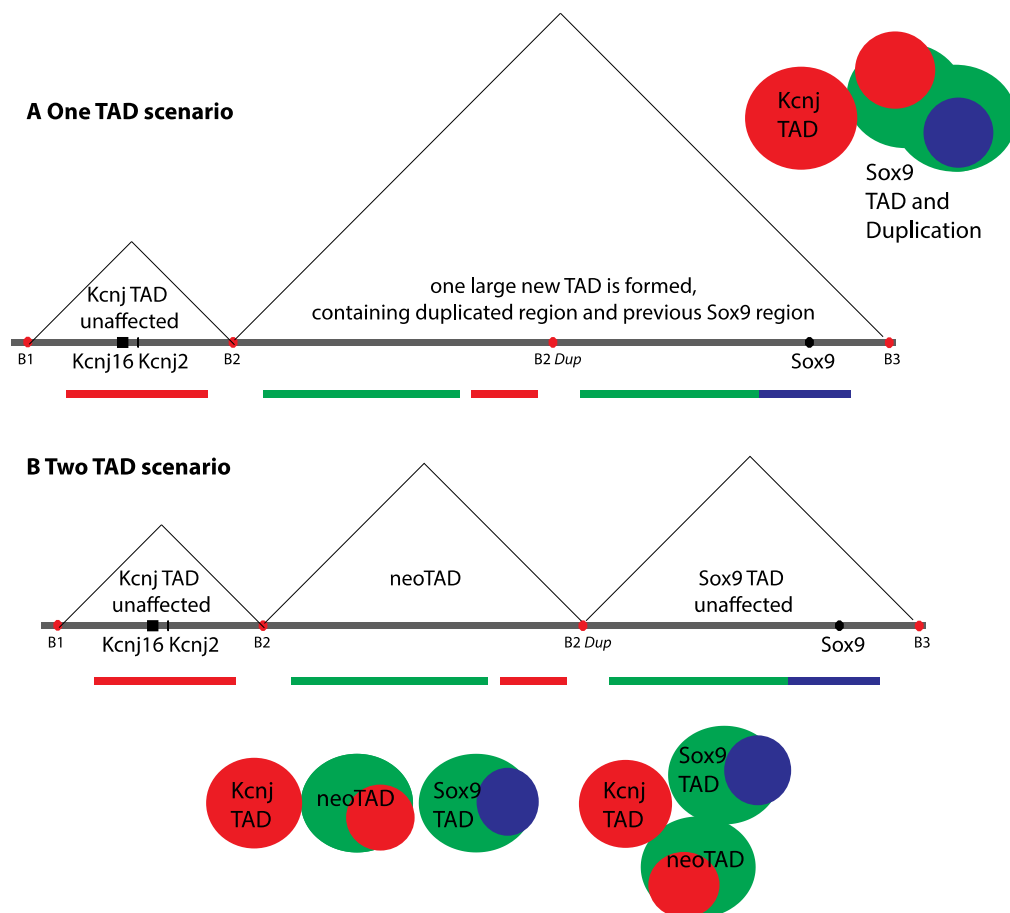 A One TAD scenario
Kcnj
TAD
Sox9
TAD and
Duplication
Kcnj TAD
unaffected
one large new TAD is formed,
containing duplicated region and previous Sox9 region
B1
Kcnj16 Kcnj2
B2
B2 Dup
Sox9
B3
B Two TAD scenario
Kcnj TAD
unaffected
neoTAD
Sox9 TAD
unaffected
B1
Kcnj16 Kcnj2
B2
B2 Dup
Sox9
B3
Kcnj
TAD
neoTAD
Sox9
TAD
Kcnj
TAD
Sox9
TAD
neoTAD